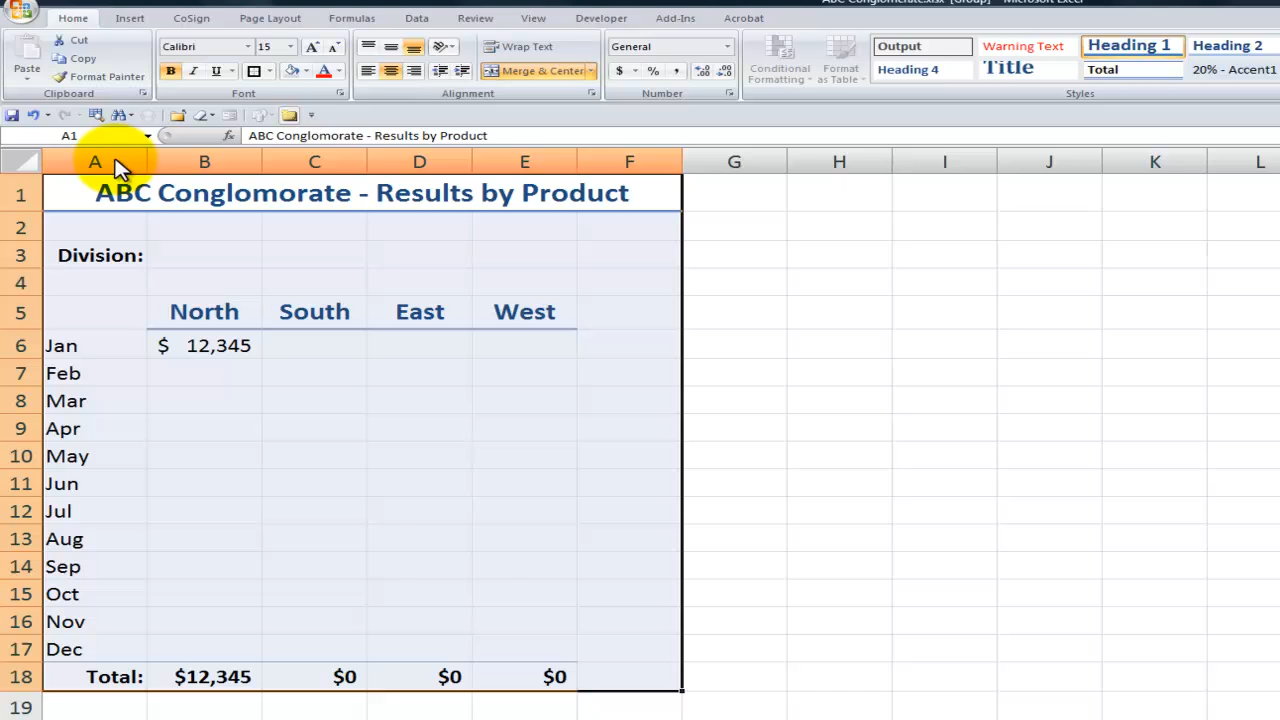 ABC Conglomorate.xlsx [Group] - Microsoft Excel
Home Insert CoSign Page Layout Formulas Data Review View Developer Add-Ins Acrobat
Paste
Cut
Copy
Format Painter
Calibri 15
B I U A
Wrap Text
Merge & Center
General
$ % ,
Conditional Formatting
Format as Table
Output Warning Text Heading 1 Heading 2
Heading 4 Title Total 20% - Accent1
Clipboard Font Alignment Number Styles
A1 fx ABC Conglomorate - Results by Product
A B C D E F G H I J K L
1 ABC Conglomorate - Results by Product
2
3 Division:
4
5 North South East West
6 Jan $ 12,345
7 Feb
8 Mar
9 Apr
10 May
11 Jun
12 Jul
13 Aug
14 Sep
15 Oct
16 Nov
17 Dec
18 Total: $12,345 $0 $0 $0
19